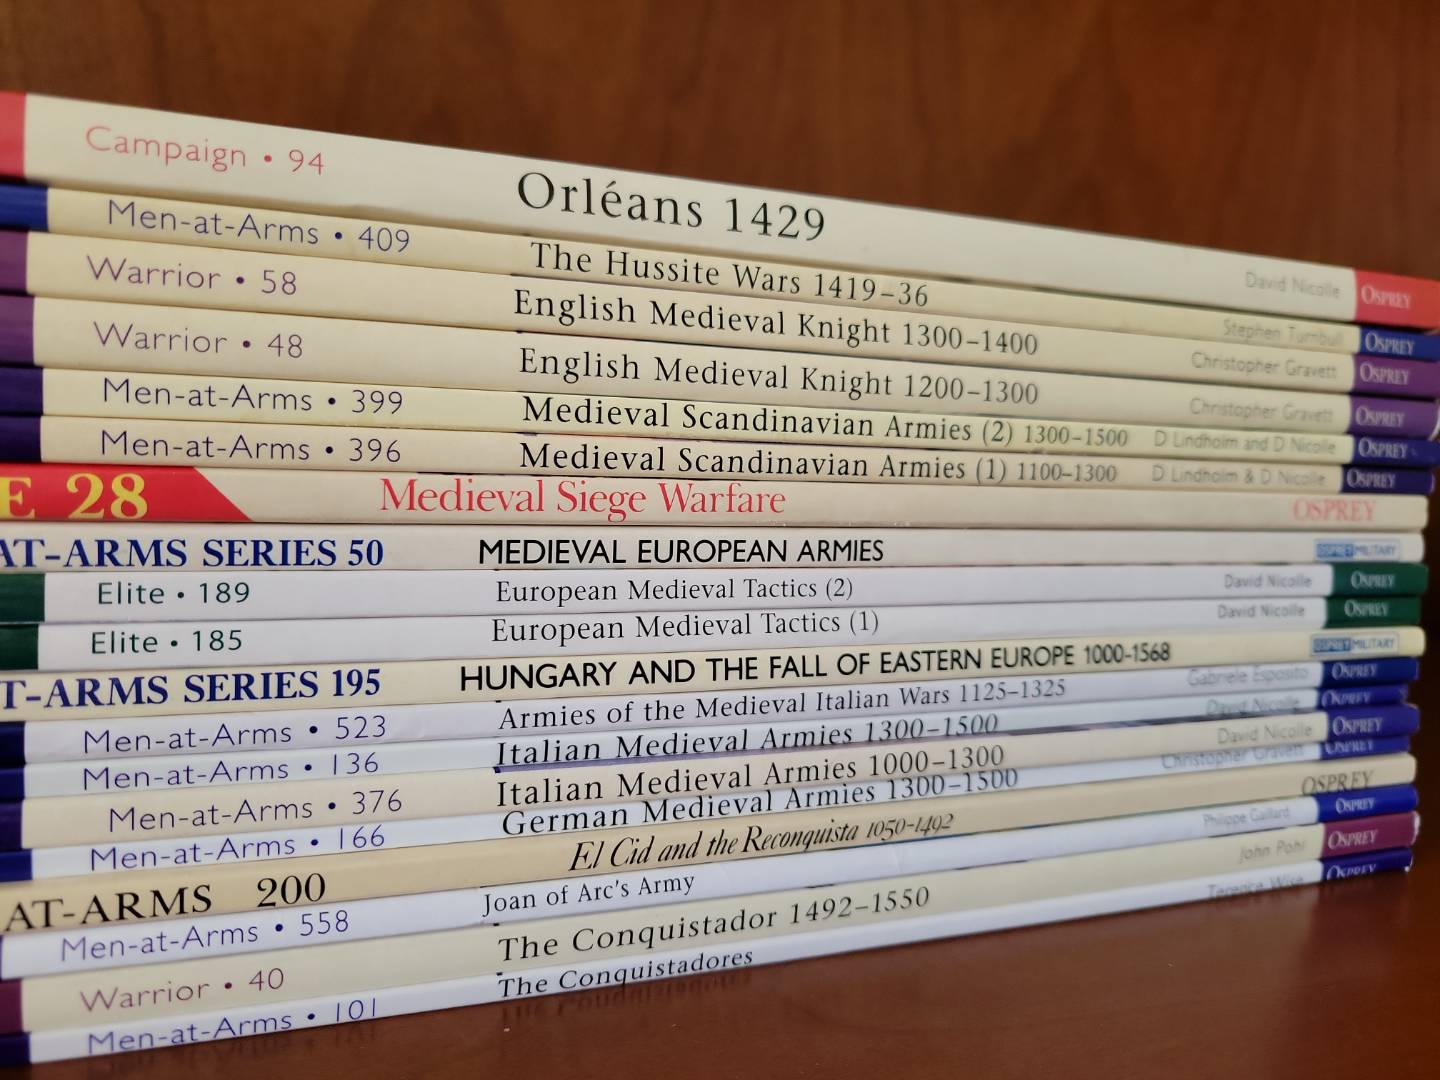 Campaign • 94 Orléans 1429 David Nicolle OSPREY
Men-at-Arms • 409 The Hussite Wars 1419–36 Stephen Turnbull OSPREY
Warrior • 58 English Medieval Knight 1300–1400 Christopher Gravett OSPREY
Warrior • 48 English Medieval Knight 1200–1300 Christopher Gravett OSPREY
Men-at-Arms • 399 Medieval Scandinavian Armies (2) 1300–1500 D Lindholm and D Nicolle OSPREY
Men-at-Arms • 396 Medieval Scandinavian Armies (1) 1100–1300 D Lindholm & D Nicolle OSPREY
E 28 Medieval Siege Warfare OSPREY
AT-ARMS SERIES 50 MEDIEVAL EUROPEAN ARMIES OSPREY MILITARY
Elite • 189 European Medieval Tactics (2) David Nicolle OSPREY
Elite • 185 European Medieval Tactics (1) David Nicolle OSPREY
T-ARMS SERIES 195 HUNGARY AND THE FALL OF EASTERN EUROPE 1000-1568 OSPREY MILITARY
Men-at-Arms • 523 Armies of the Medieval Italian Wars 1125–1325 Gabriele Esposito OSPREY
Men-at-Arms • 136 Italian Medieval Armies 1300–1500 David Nicolle OSPREY
Men-at-Arms • 376 Italian Medieval Armies 1000–1300 David Nicolle OSPREY
Men-at-Arms • 166 German Medieval Armies 1300–1500 Christopher Gravett OSPREY
AT-ARMS 200 El Cid and the Reconquista 1050-1492 OSPREY
Men-at-Arms • 558 Joan of Arc's Army Philippe Gaillard OSPREY
Warrior • 40 The Conquistador 1492–1550 John Pohl OSPREY
Men-at-Arms • 101 The Conquistadores Terence Wise OSPREY